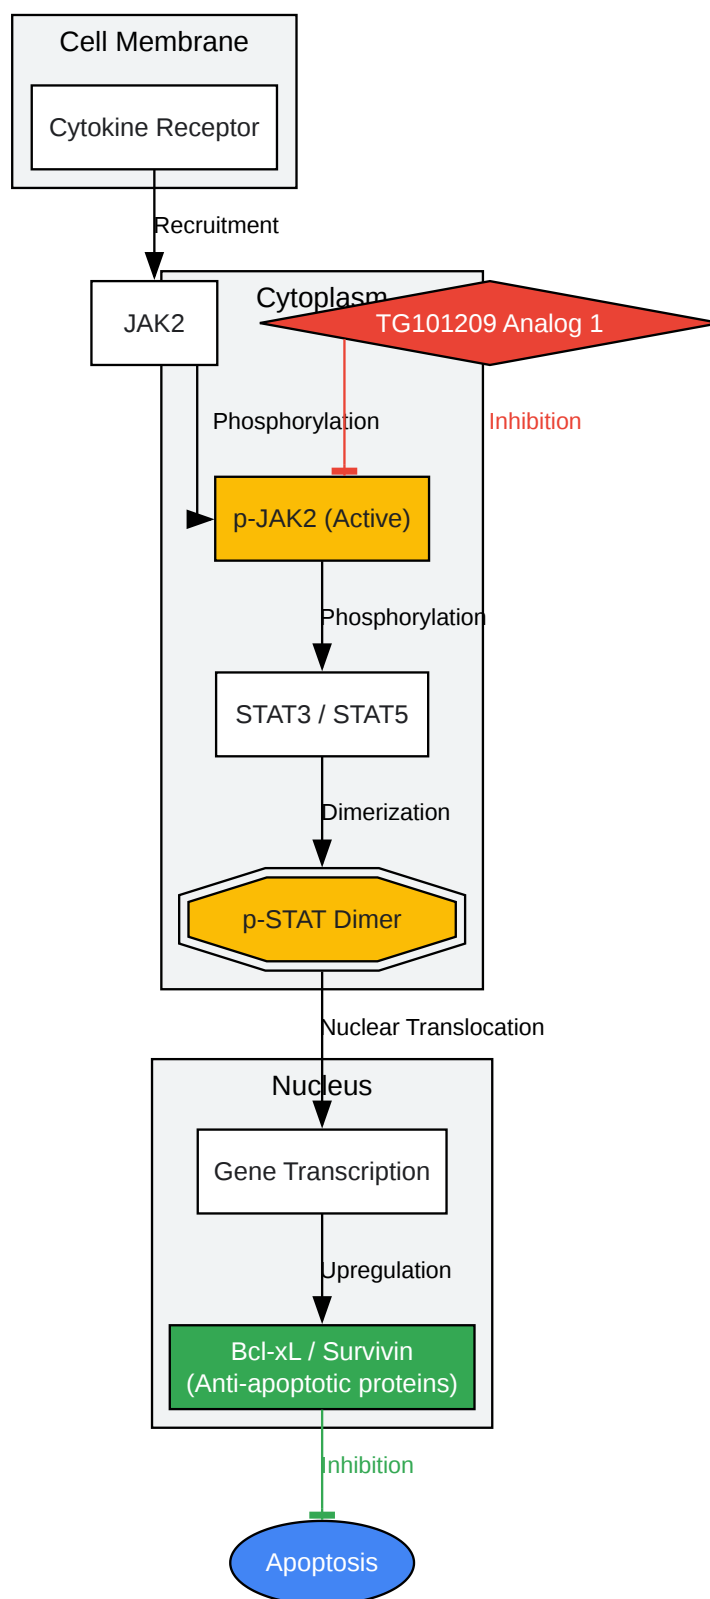 Cell Membrane
Cytokine Receptor
Recruitment
Cytoplasm
JAK2
TG101209 Analog 1
Phosphorylation
Inhibition
p-JAK2 (Active)
Phosphorylation
STAT3 / STAT5
Dimerization
p-STAT Dimer
Nuclear Translocation
Nucleus
Gene Transcription
Upregulation
Bcl-xL / Survivin
(Anti-apoptotic proteins)
Inhibition
Apoptosis